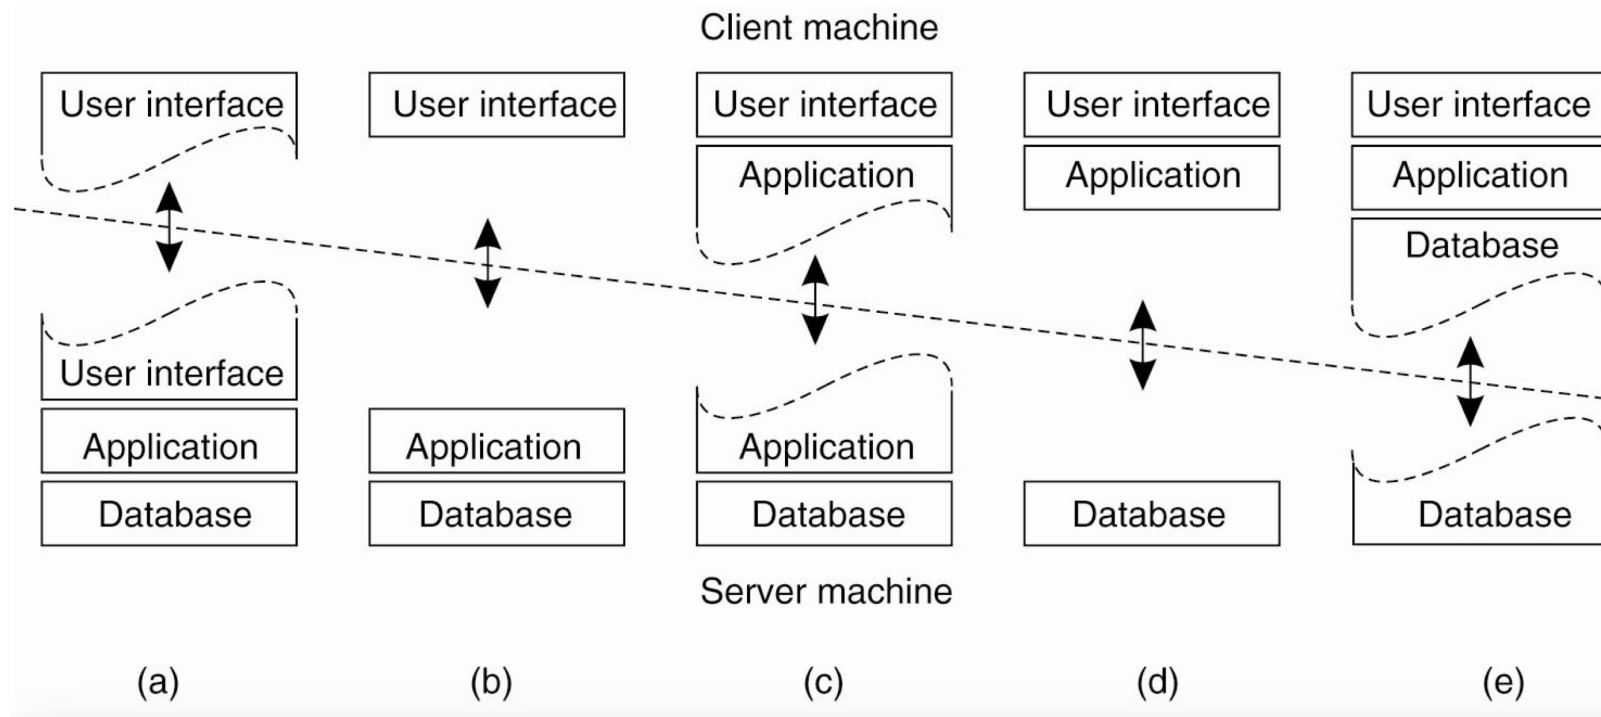 Client machine
User interface
User interface
User interface
User interface
User interface
Application
Application
Application
Database
User interface
Application
Application
Application
Database
Database
Database
Database
Database
Server machine
(a)
(b)
(c)
(d)
(e)